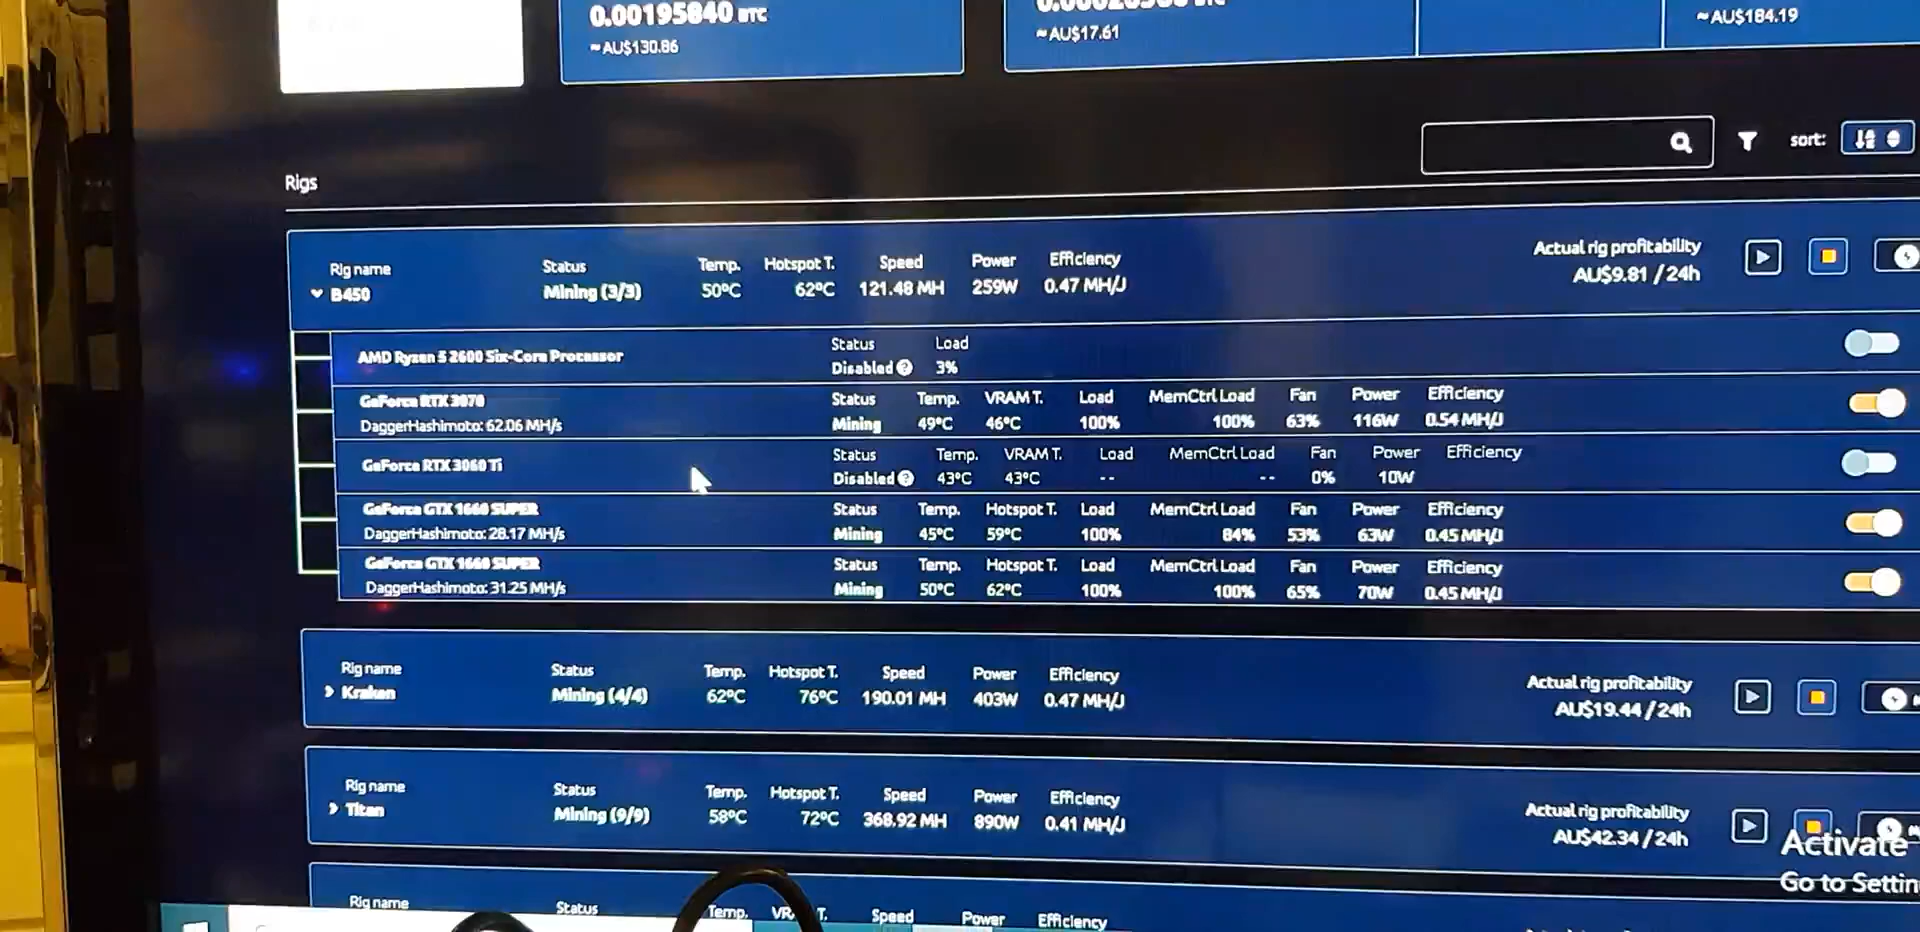 0.00195840 BTC
≈AU$130.86
≈AU$17.61
≈AU$184.19
sort:
Rigs
Rig name Status Temp. Hotspot T. Speed Power Efficiency Actual rig profitability
B450 Mining (3/3) 50°C 62°C 121.48 MH 259W 0.47 MH/J AU$9.81 / 24h
AMD Ryzen 5 2600 Six-Core Processor
Status Load
Disabled ? 3%
GeForce RTX 3070
Status Temp. VRAM T. Load MemCtrl Load Fan Power Efficiency
DaggerHashimoto: 62.06 MH/s Mining 49°C 46°C 100% 100% 63% 116W 0.54 MH/J
GeForce RTX 3060 Ti
Status Temp. VRAM T. Load MemCtrl Load Fan Power Efficiency
Disabled ? 43°C 43°C -- -- 0% 10W
GeForce GTX 1660 SUPER Status Temp. Hotspot T. Load MemCtrl Load Fan Power Efficiency
DaggerHashimoto: 28.17 MH/s Mining 45°C 59°C 100% 84% 53% 63W 0.45 MH/J
GeForce GTX 1660 SUPER Status Temp. Hotspot T. Load MemCtrl Load Fan Power Efficiency
DaggerHashimoto: 31.25 MH/s Mining 50°C 62°C 100% 100% 65% 70W 0.45 MH/J
Rig name Status Temp. Hotspot T. Speed Power Efficiency Actual rig profitability
Kraken Mining (4/4) 62°C 76°C 190.01 MH 403W 0.47 MH/J AU$19.44 / 24h
Rig name Status Temp. Hotspot T. Speed Power Efficiency Actual rig profitability
Titan Mining (9/9) 58°C 72°C 368.92 MH 890W 0.41 MH/J AU$42.34 / 24h
Activate
Go to Settin
Rig name Status Temp. T. Speed Power Efficiency